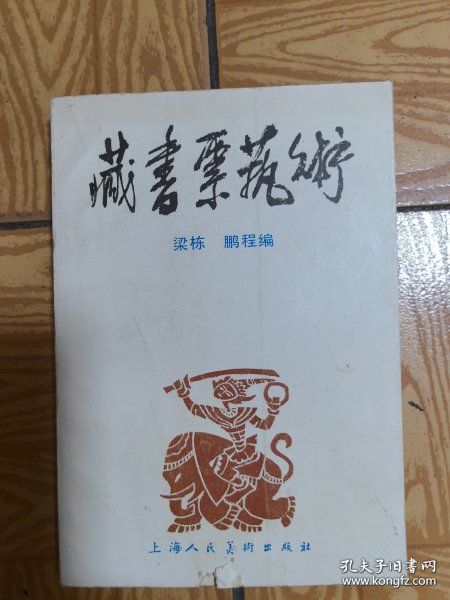 藏書票藝術
梁栋 鹏程编
上海人民美術出版社
孔夫子旧书网
www.kongfz.com